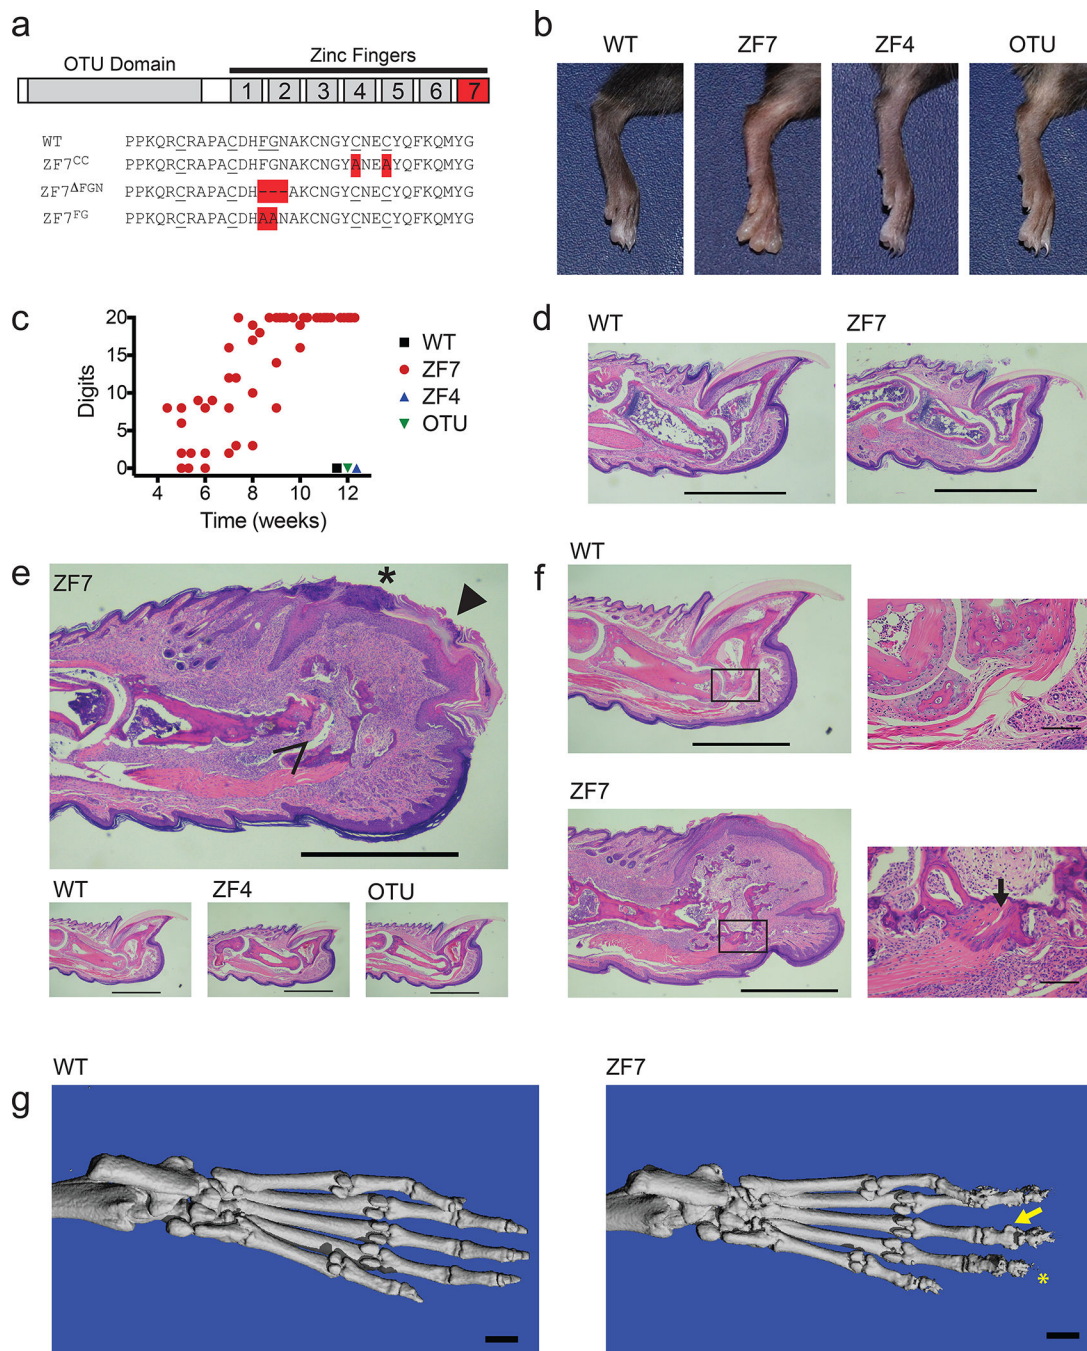 a
OTU Domain
Zinc Fingers
1 2 3 4 5 6 7
WT PPKQRCRAPACDHFGNAKCNGYCNECYQFKQMYG
ZF7CC PPKQRCRAPACDHFGNAKCNGYANEAYQFKQMYG
ZF7ΔFGN PPKQRCRAPACDH---AKCNGYCNECYQFKQMYG
ZF7FG PPKQRCRAPACDHAANAKCNGYCNECYQFKQMYG
b
WT ZF7 ZF4 OTU
c
Digits
20
15
10
5
0
4 6 8 10 12
Time (weeks)
WT
ZF7
ZF4
OTU
d
WT ZF7
e
ZF7
*
WT ZF4 OTU
f
WT
ZF7
g
WT ZF7
*